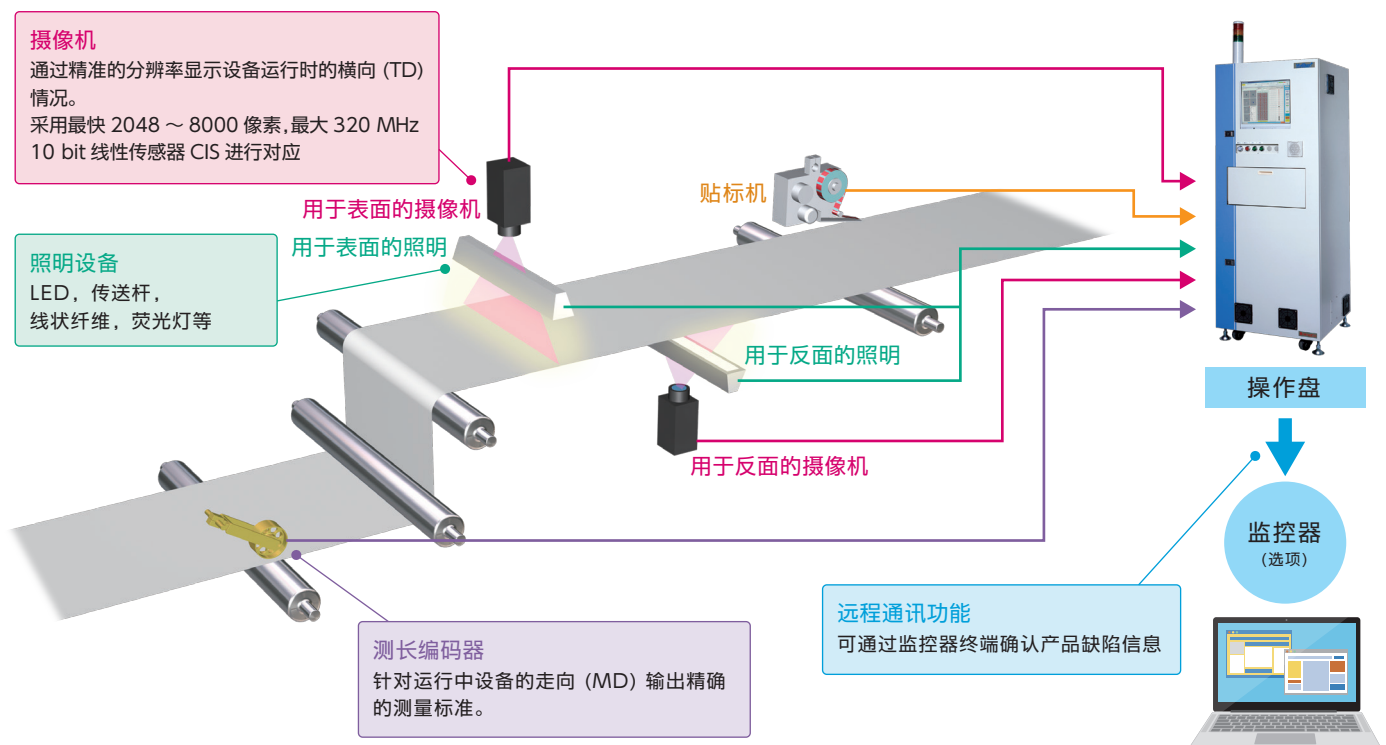 摄像机
通过精准的分辨率显示设备运行时的横向 (TD)
情况。
采用最快 2048 ～ 8000 像素,最大 320 MHz
10 bit 线性传感器 CIS 进行对应
用于表面的摄像机
用于表面的照明
贴标机
照明设备
LED，传送杆，
线状纤维，荧光灯等
用于反面的照明
操作盘
用于反面的摄像机
监控器
(选项)
远程通讯功能
可通过监控器终端确认产品缺陷信息
测长编码器
针对运行中设备的走向 (MD) 输出精确
的测量标准。